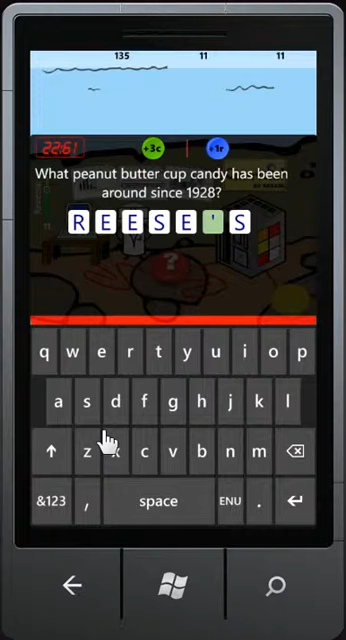 135 11 11
22:61 +3c +1r
What peanut butter cup candy has been
around since 1928?
REESE'S
?
q w e r t y u i o p
a s d f g h j k l
z x c v b n m
&123 , space ENU .